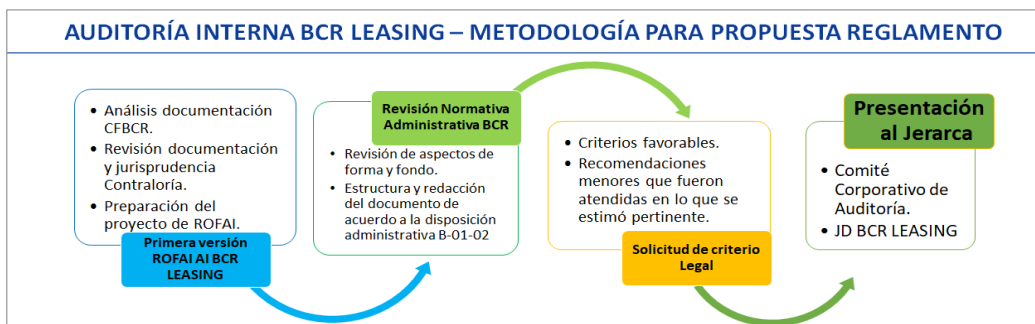 AUDITORÍA INTERNA BCR LEASING – METODOLOGÍA PARA PROPUESTA REGLAMENTO
• Análisis documentación
CFBCR.
• Revisión documentación
y jurisprudencia
Contraloría.
• Preparación del
proyecto de ROFAI.
Primera versión
ROFAI AI BCR
LEASING
Revisión Normativa
Administrativa BCR
• Revisión de aspectos de
forma y fondo.
• Estructura y redacción
del documento de
acuerdo a la disposición
administrativa B-01-02
• Criterios favorables.
• Recomendaciones
menores que fueron
atendidas en lo que se
estimó pertinente.
Solicitud de criterio
Legal
Presentación
al Jerarca
• Comité
Corporativo de
Auditoría.
• JD BCR LEASING